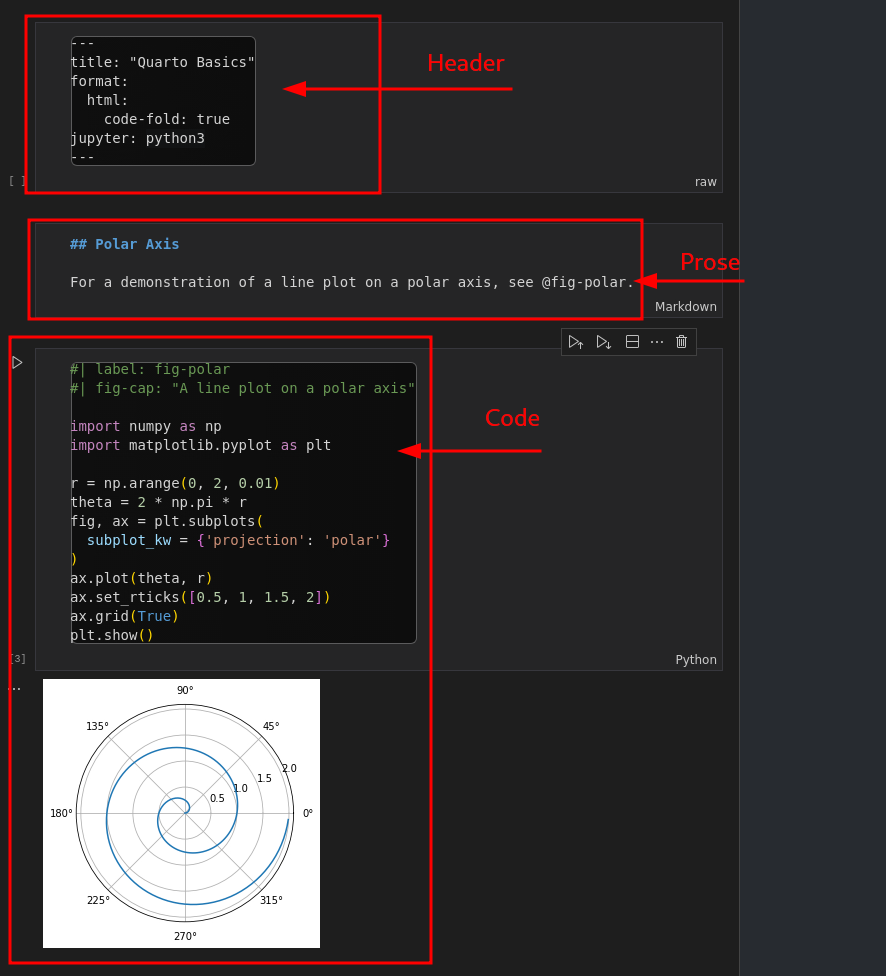 ---
title: "Quarto Basics"
format:
  html:
    code-fold: true
jupyter: python3
---
Header
[ ]
raw
## Polar Axis
For a demonstration of a line plot on a polar axis, see @fig-polar.
Prose
Markdown
#| label: fig-polar
#| fig-cap: "A line plot on a polar axis"
import numpy as np
import matplotlib.pyplot as plt
r = np.arange(0, 2, 0.01)
theta = 2 * np.pi * r
fig, ax = plt.subplots(
  subplot_kw = {'projection': 'polar'}
)
ax.plot(theta, r)
ax.set_rticks([0.5, 1, 1.5, 2])
ax.grid(True)
plt.show()
Code
[3]
Python
...
90°
135°
45°
2.0
1.5
1.0
0.5
180°
0°
225°
315°
270°